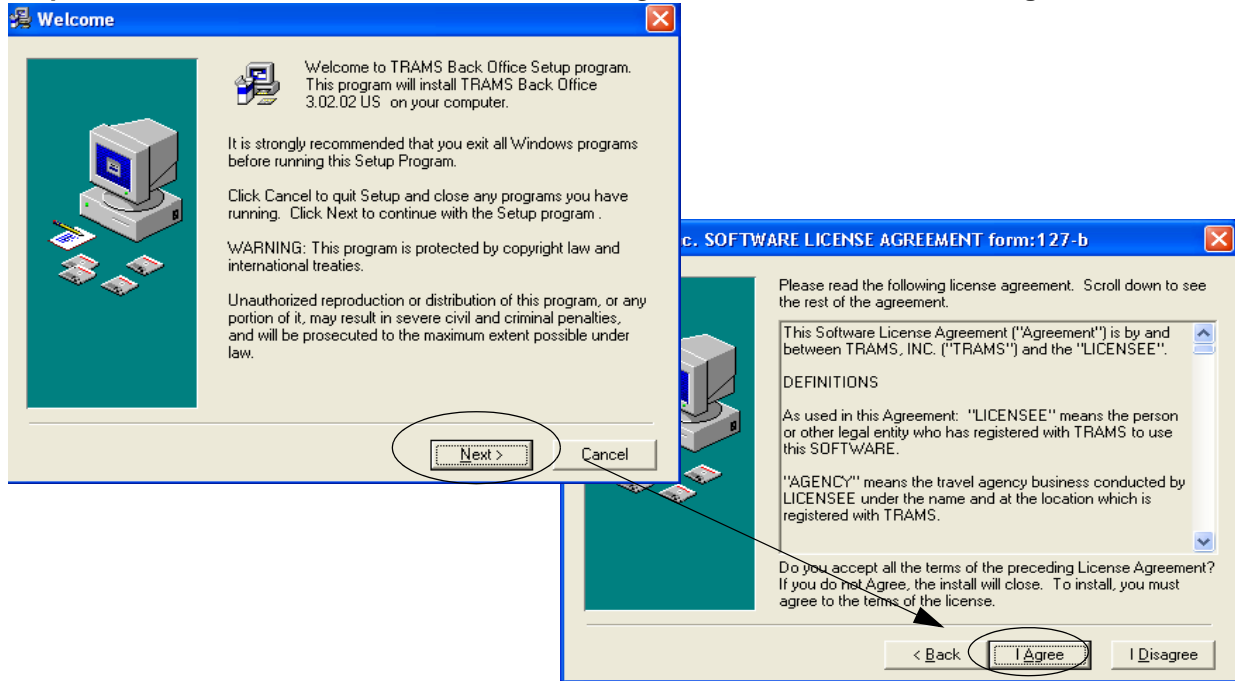 Welcome
Welcome to TRAMS Back Office Setup program.
This program will install TRAMS Back Office
3.02.02 US on your computer.
It is strongly recommended that you exit all Windows programs
before running this Setup Program.
Click Cancel to quit Setup and close any programs you have
running. Click Next to continue with the Setup program .
WARNING: This program is protected by copyright law and
international treaties.
Unauthorized reproduction or distribution of this program, or any
portion of it, may result in severe civil and criminal penalties,
and will be prosecuted to the maximum extent possible under
law.
Next >
Cancel
c. SOFTWARE LICENSE AGREEMENT form:127-b
Please read the following license agreement. Scroll down to see
the rest of the agreement.
This Software License Agreement ("Agreement") is by and
between TRAMS, INC. ("TRAMS") and the "LICENSEE".
DEFINITIONS
As used in this Agreement: "LICENSEE" means the person
or other legal entity who has registered with TRAMS to use
this SOFTWARE.
"AGENCY" means the travel agency business conducted by
LICENSEE under the name and at the location which is
registered with TRAMS.
Do you accept all the terms of the preceding License Agreement?
If you do not Agree, the install will close. To install, you must
agree to the terms of the license.
< Back
I Agree
I Disagree